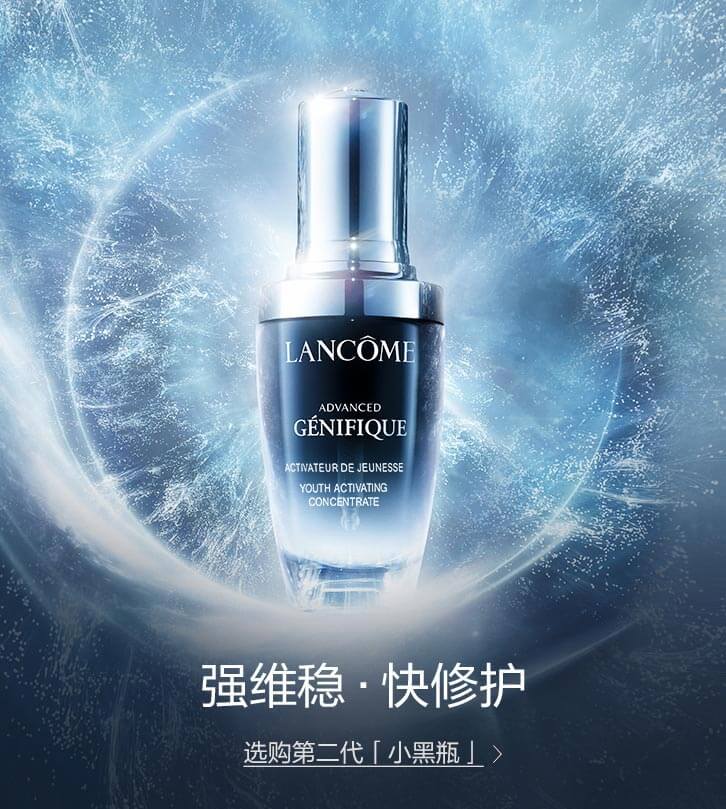 LANCÔME
ADVANCED
GÉNIFIQUE
ACTIVATEUR DE JEUNESSE
YOUTH ACTIVATING
CONCENTRATE
强维稳·快修护
选购第二代「小黑瓶」 >